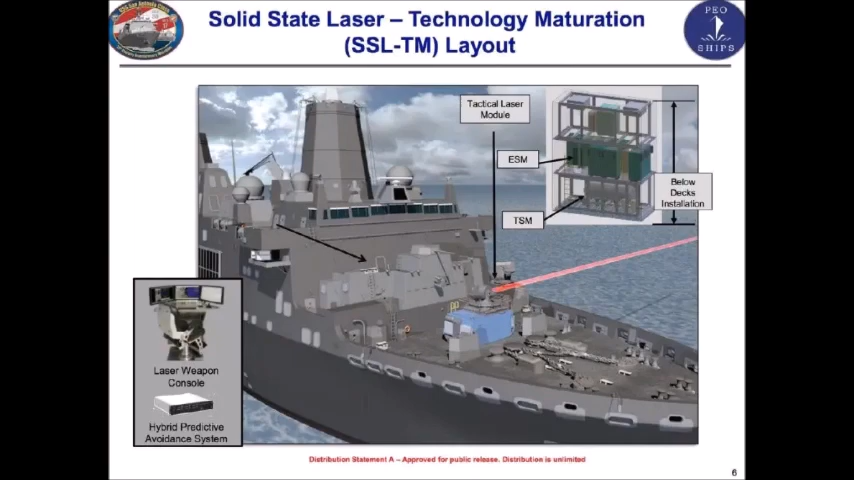 Solid State Laser – Technology Maturation
(SSL-TM) Layout
PEO
SHIPS
Tactical Laser
Module
ESM
TSM
Below
Decks
Installation
Laser Weapon
Console
Hybrid Predictive
Avoidance System
Distribution Statement A – Approved for public release. Distribution is unlimited
6